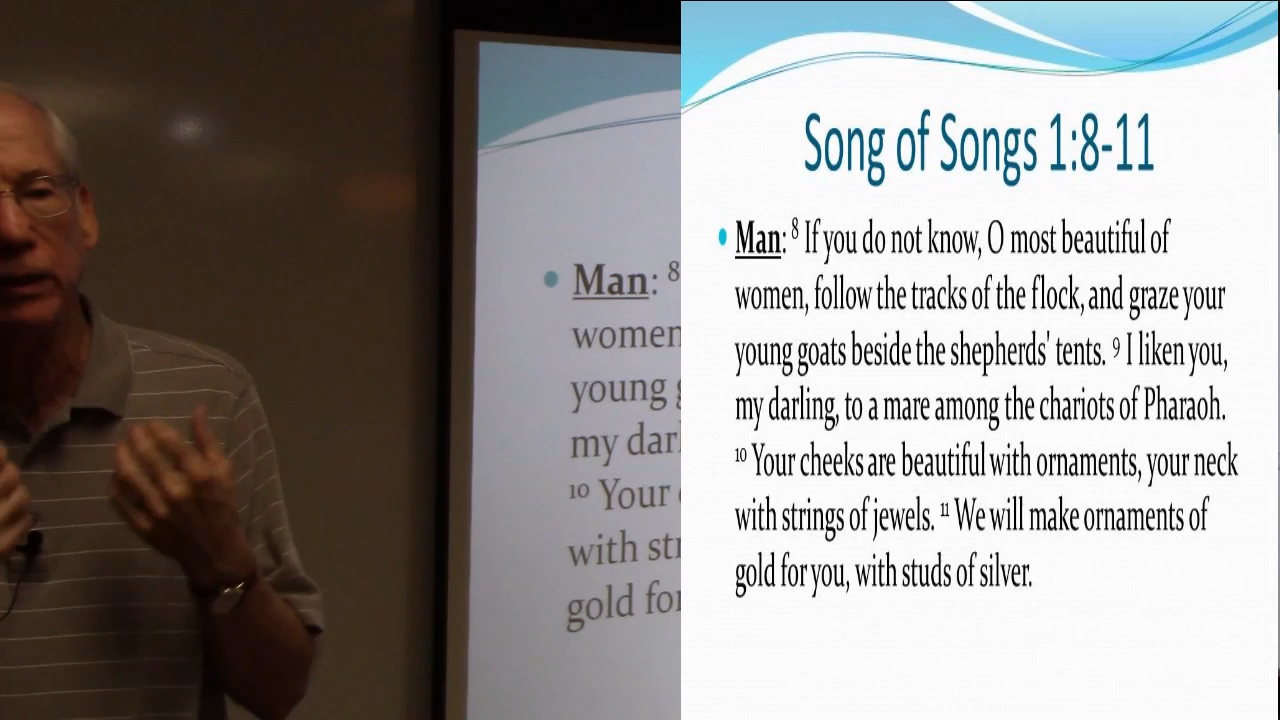 Man: 8
women
young g
my darl
10 Your
with str
gold for
Song of Songs 1:8-11
• Man: 8 If you do not know, O most beautiful of
women, follow the tracks of the flock, and graze your
young goats beside the shepherds' tents. 9 I liken you,
my darling, to a mare among the chariots of Pharaoh.
10 Your cheeks are beautiful with ornaments, your neck
with strings of jewels. 11 We will make ornaments of
gold for you, with studs of silver.